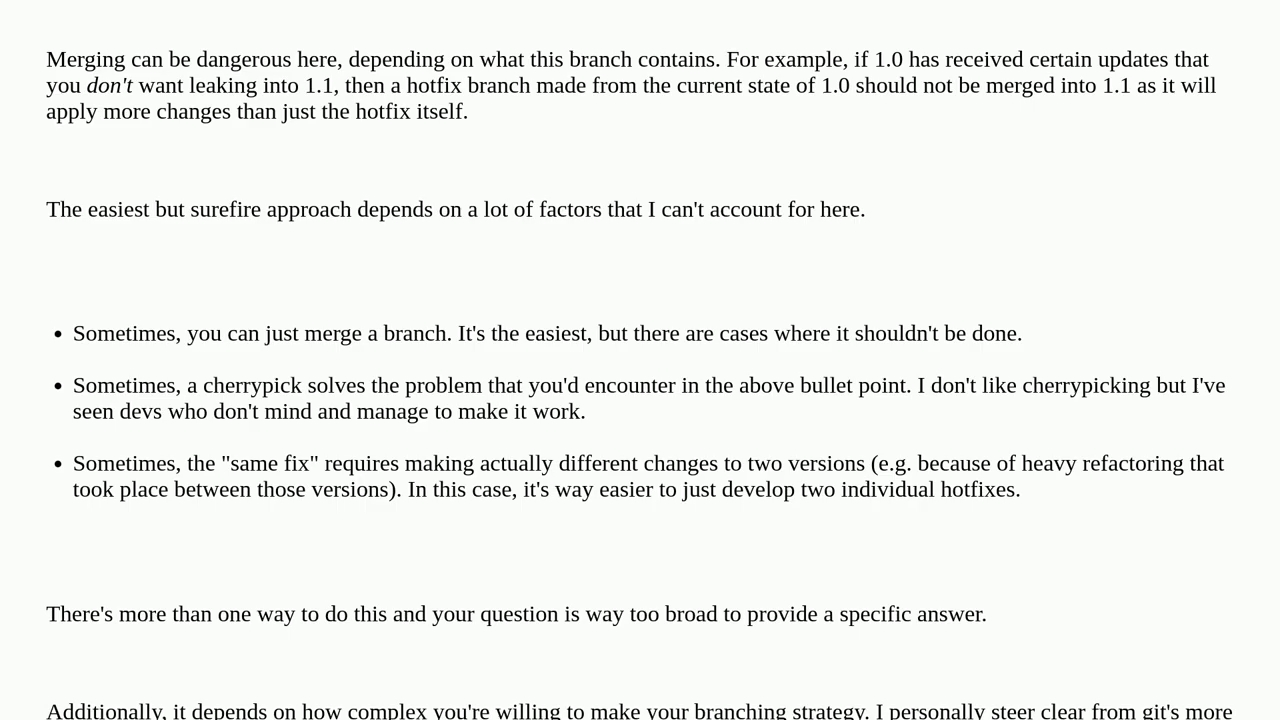 Merging can be dangerous here, depending on what this branch contains. For example, if 1.0 has received certain updates that
you don't want leaking into 1.1, then a hotfix branch made from the current state of 1.0 should not be merged into 1.1 as it will
apply more changes than just the hotfix itself.
The easiest but surefire approach depends on a lot of factors that I can't account for here.
• Sometimes, you can just merge a branch. It's the easiest, but there are cases where it shouldn't be done.
• Sometimes, a cherrypick solves the problem that you'd encounter in the above bullet point. I don't like cherrypicking but I've
seen devs who don't mind and manage to make it work.
• Sometimes, the "same fix" requires making actually different changes to two versions (e.g. because of heavy refactoring that
took place between those versions). In this case, it's way easier to just develop two individual hotfixes.
There's more than one way to do this and your question is way too broad to provide a specific answer.
Additionally, it depends on how complex you're willing to make your branching strategy. I personally steer clear from git's more